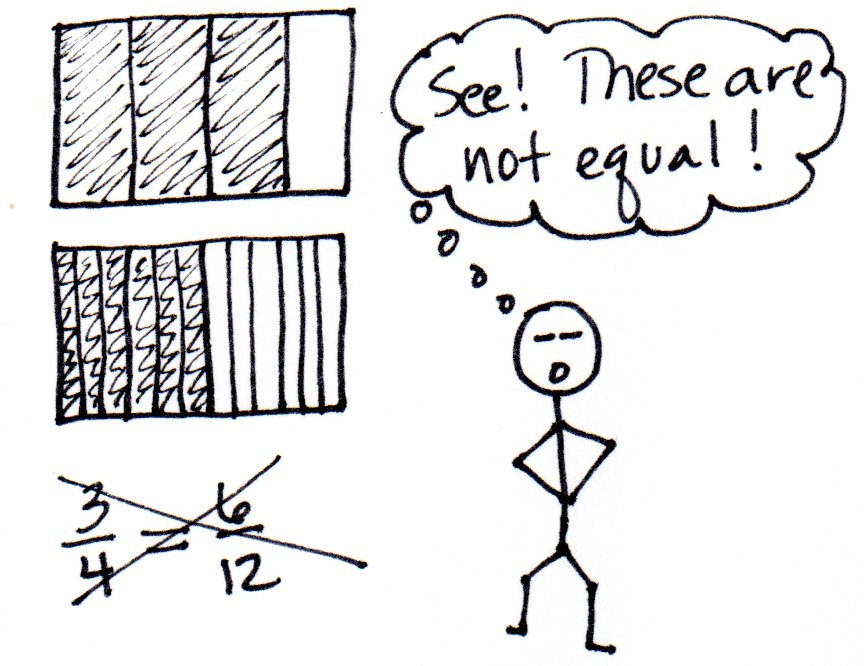 See! These are
not equal!
3/4 = 6/12